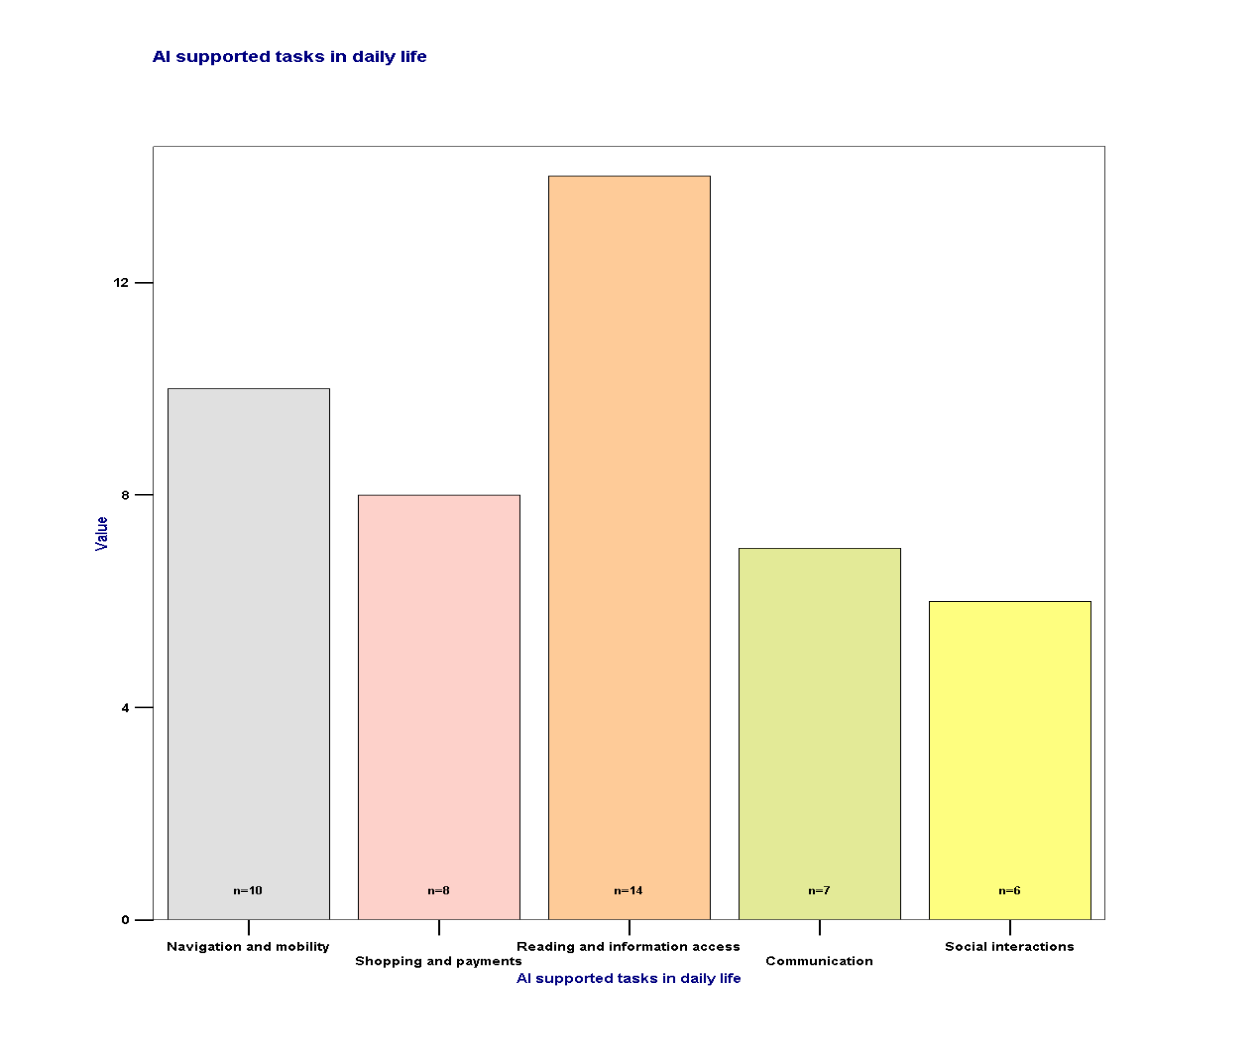 AI supported tasks in daily life
12
8
4
0
Value
n=10
n=8
n=14
n=7
n=6
Navigation and mobility
Shopping and payments
Reading and information access
Communication
Social interactions
AI supported tasks in daily life